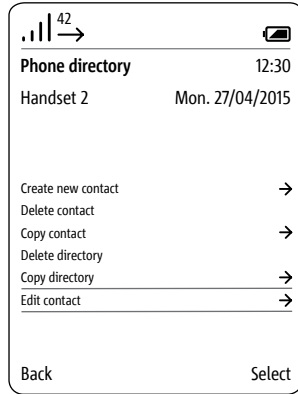 42
Phone directory 12:30
Handset 2 Mon. 27/04/2015
Create new contact
Delete contact
Copy contact
Delete directory
Copy directory
Edit contact
Back Select